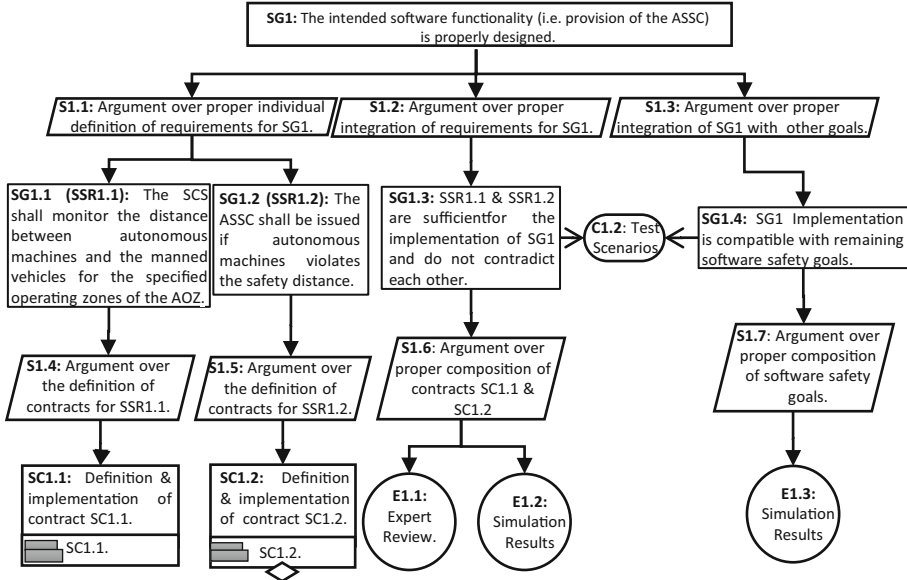 SG1: The intended software functionality (i.e. provision of the ASSC)
is properly designed.
S1.1: Argument over proper individual
definition of requirements for SG1.
S1.2: Argument over proper
integration of requirements for SG1.
S1.3: Argument over proper
integration of SG1 with other goals.
SG1.1 (SSR1.1): The SCS
shall monitor the distance
between autonomous
machines and the manned
vehicles for the specified
operating zones of the AOZ.
SG1.2 (SSR1.2): The
ASSC shall be issued
if autonomous
machines violates
the safety distance.
SG1.3: SSR1.1 & SSR1.2
are sufficientfor the
implementation of SG1
and do not contradict
each other.
C1.2: Test
Scenarios
SG1.4: SG1 Implementation
is compatible with remaining
software safety goals.
S1.4: Argument over
the definition of
contracts for SSR1.1.
S1.5: Argument over
the definition of
contracts for SSR1.2.
S1.6: Argument over
proper composition of
contracts SC1.1 &
SC1.2
S1.7: Argument over
proper composition
of software safety
goals.
SC1.1: Definition &
implementation of
contract SC1.1.
SC1.1.
SC1.2: Definition
& implementation
of contract SC1.2.
SC1.2.
E1.1:
Expert
Review.
E1.2:
Simulation
Results
E1.3:
Simulation
Results